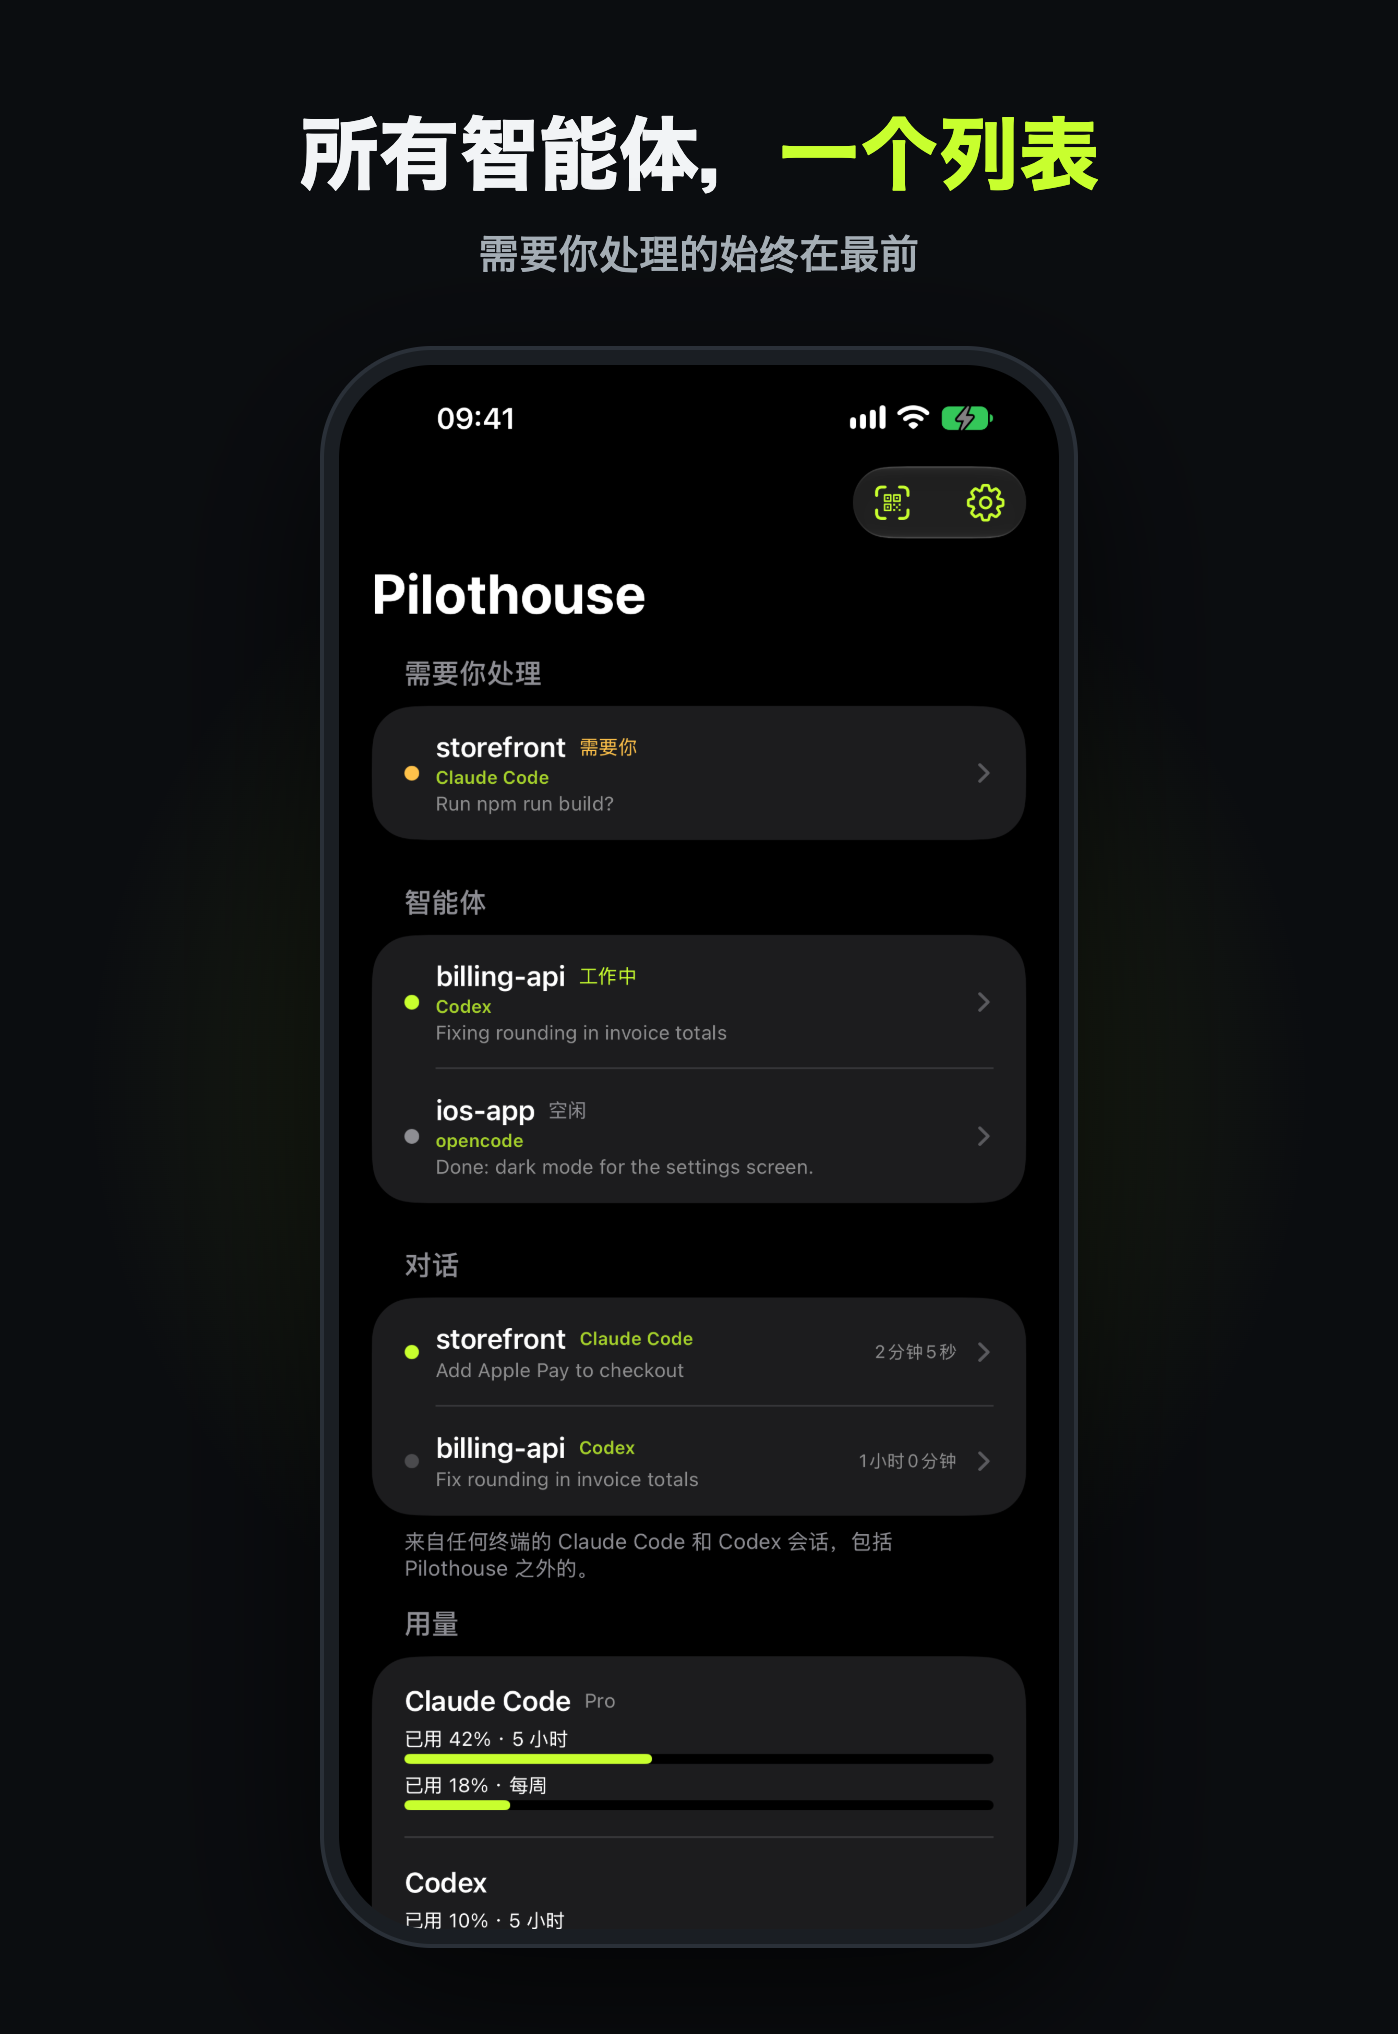 所有智能体，一个列表
需要你处理的始终在最前
09:41
Pilothouse
需要你处理
storefront 需要你
Claude Code
Run npm run build?
智能体
billing-api 工作中
Codex
Fixing rounding in invoice totals
ios-app 空闲
opencode
Done: dark mode for the settings screen.
对话
storefront Claude Code
2分钟5秒
Add Apple Pay to checkout
billing-api Codex
1小时0分钟
Fix rounding in invoice totals
来自任何终端的 Claude Code 和 Codex 会话，包括
Pilothouse 之外的。
用量
Claude Code Pro
已用 42% · 5 小时
已用 18% · 每周
Codex
已用 10% · 5 小时